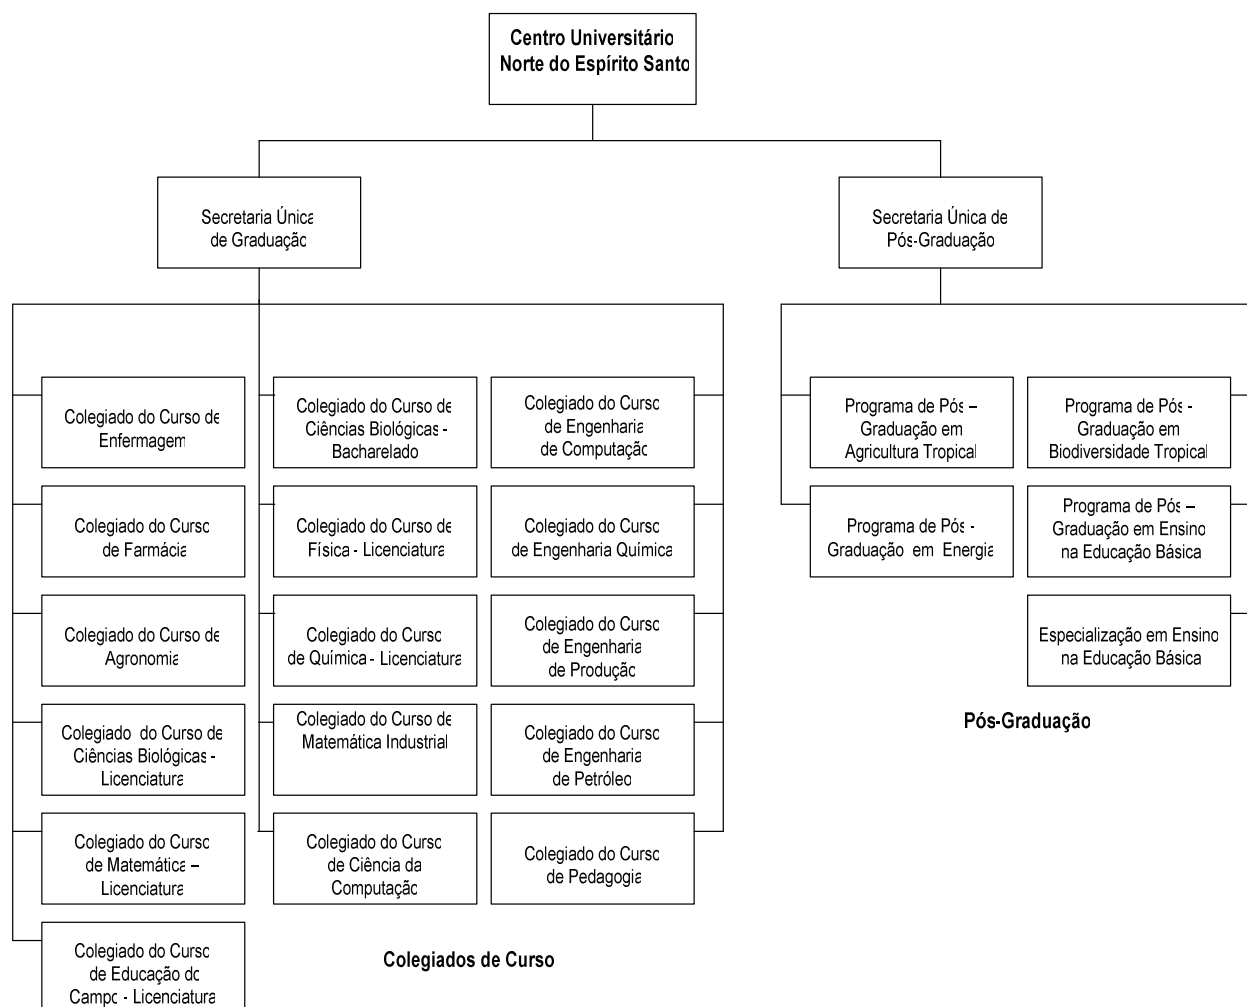 Centro Universitário
Norte do Espírito Santo
Secretaria Única
de Graduação
Secretaria Única de
Pós-Graduação
Colegiado do Curso de
Enfermagem
Colegiado do Curso
de Farmácia
Colegiado do Curso de
Agronomia
Colegiado do Curso de
Ciências Biológicas -
Licenciatura
Colegiado do Curso
de Matemática –
Licenciatura
Colegiado do Curso
de Educação do
Campo - Licenciatura
Colegiado do Curso de
Ciências Biológicas -
Bacharelado
Colegiado do Curso de
Física - Licenciatura
Colegiado do Curso
de Química - Licenciatura
Colegiado do Curso de
Matemática Industrial
Colegiado do Curso
de Ciência da
Computação
Colegiado do Curso
de Engenharia
de Computação
Colegiado do Curso
de Engenharia Química
Colegiado do Curso
de Engenharia
de Produção
Colegiado do Curso
de Engenharia
de Petróleo
Colegiado do Curso
de Pedagogia
Colegiados de Curso
Programa de Pós –
Graduação em
Agricultura Tropical
Programa de Pós -
Graduação em Energia
Programa de Pós -
Graduação em
Biodiversidade Tropical
Programa de Pós –
Graduação em Ensino
na Educação Básica
Especialização em Ensino
na Educação Básica
Pós-Graduação